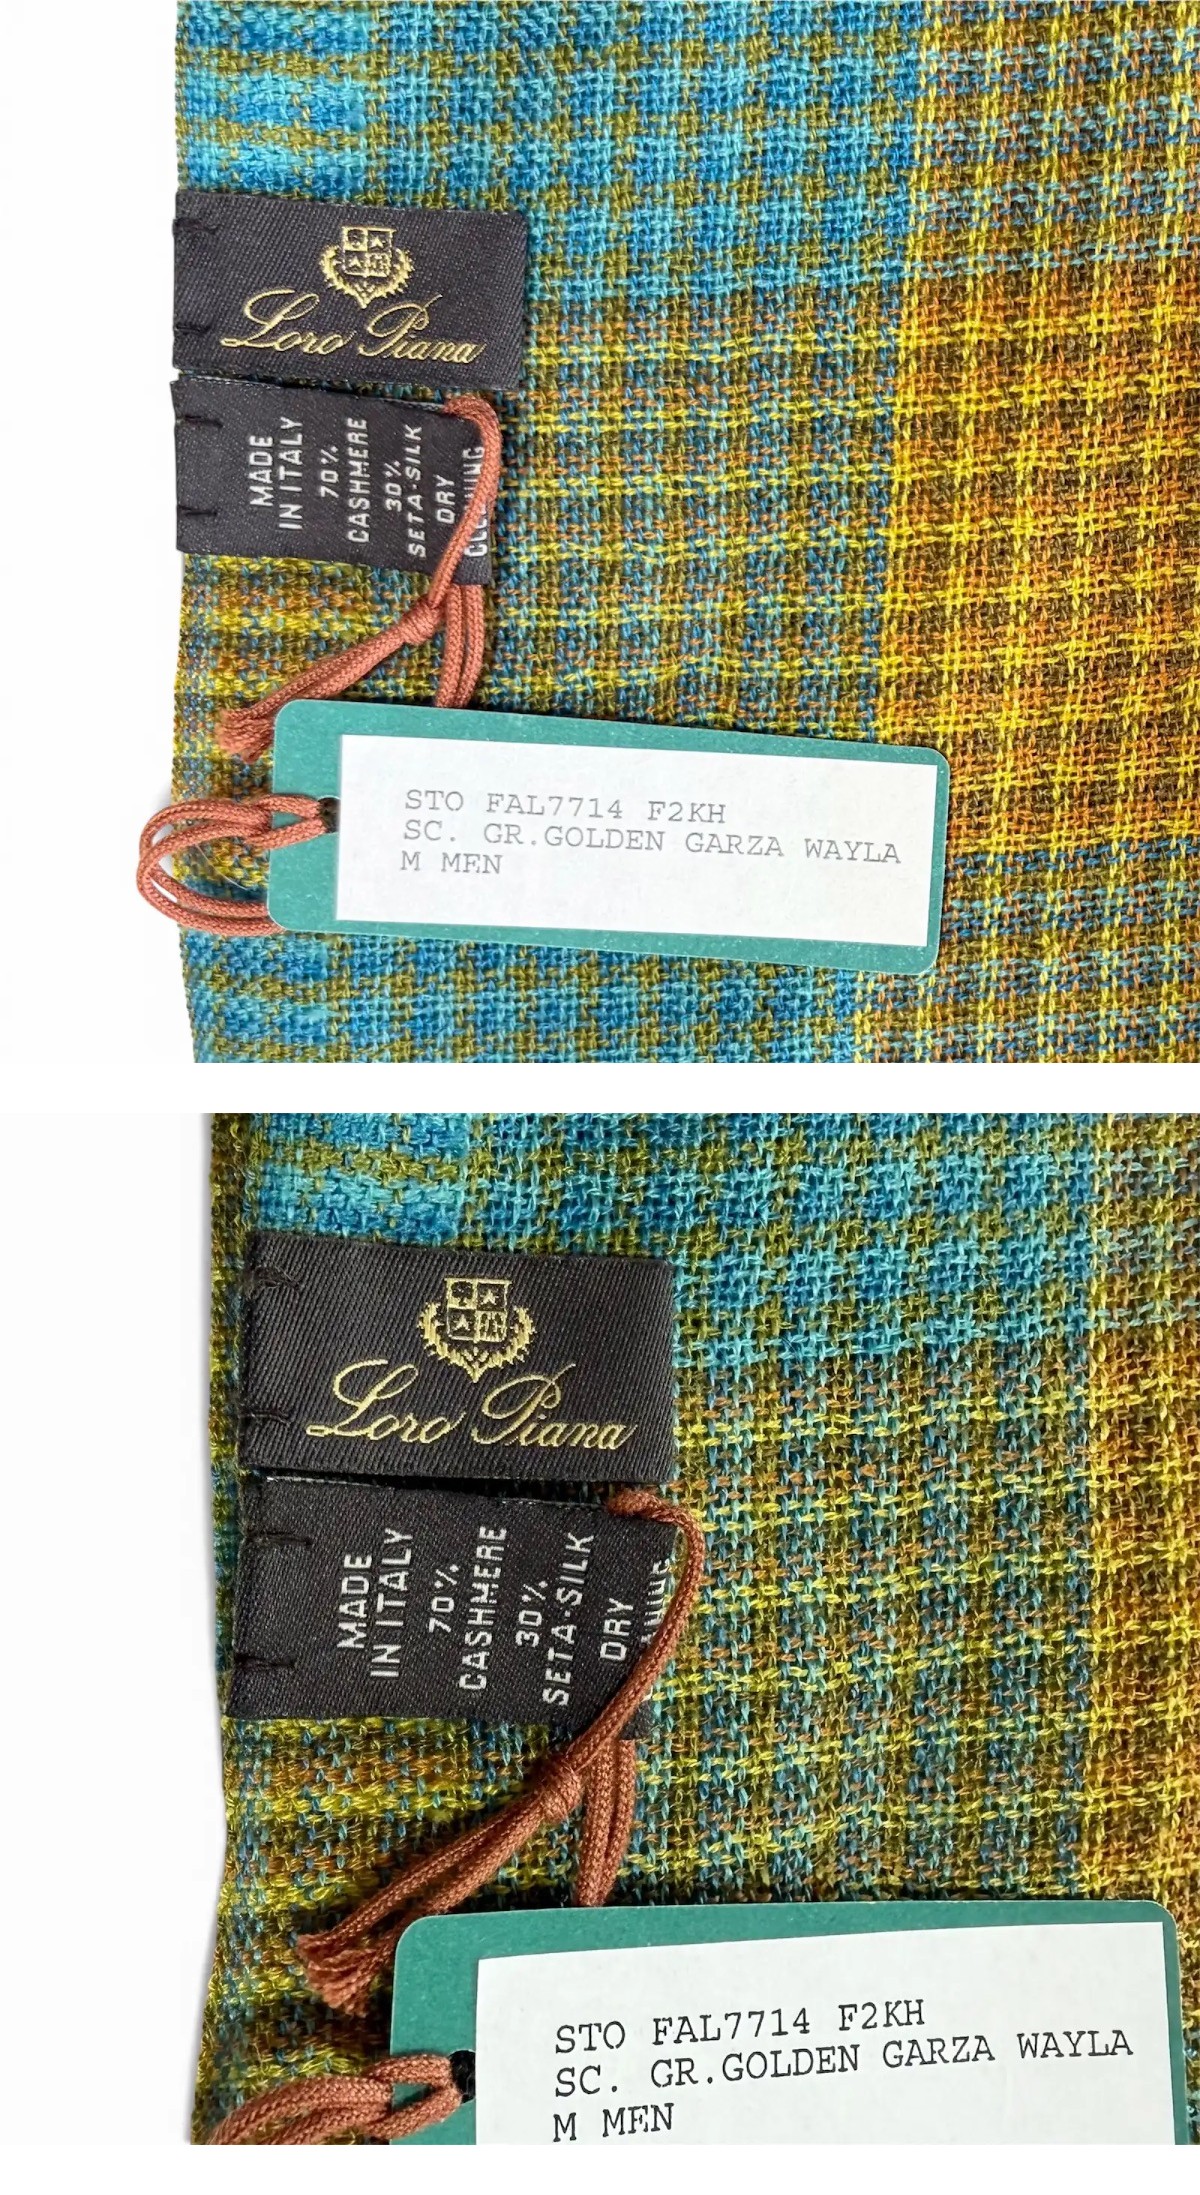 Loro Piana
MADE
IN ITALY
70%
CASHMERE
30%
SETA-SILK
DRY
STO FAL7714 F2KH
SC. GR.GOLDEN GARZA WAYLA
M MEN
Loro Piana
MADE
IN ITALY
70%
CASHMERE
30%
SETA-SILK
DRY
STO FAL7714 F2KH
SC. GR.GOLDEN GARZA WAYLA
M MEN